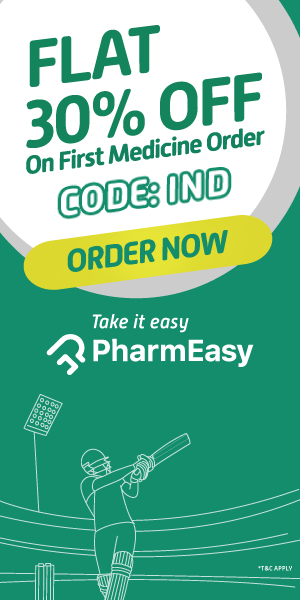 FLAT
30% OFF
On First Medicine Order
CODE: IND
ORDER NOW
Take it easy
PharmEasy
*T&C APPLY